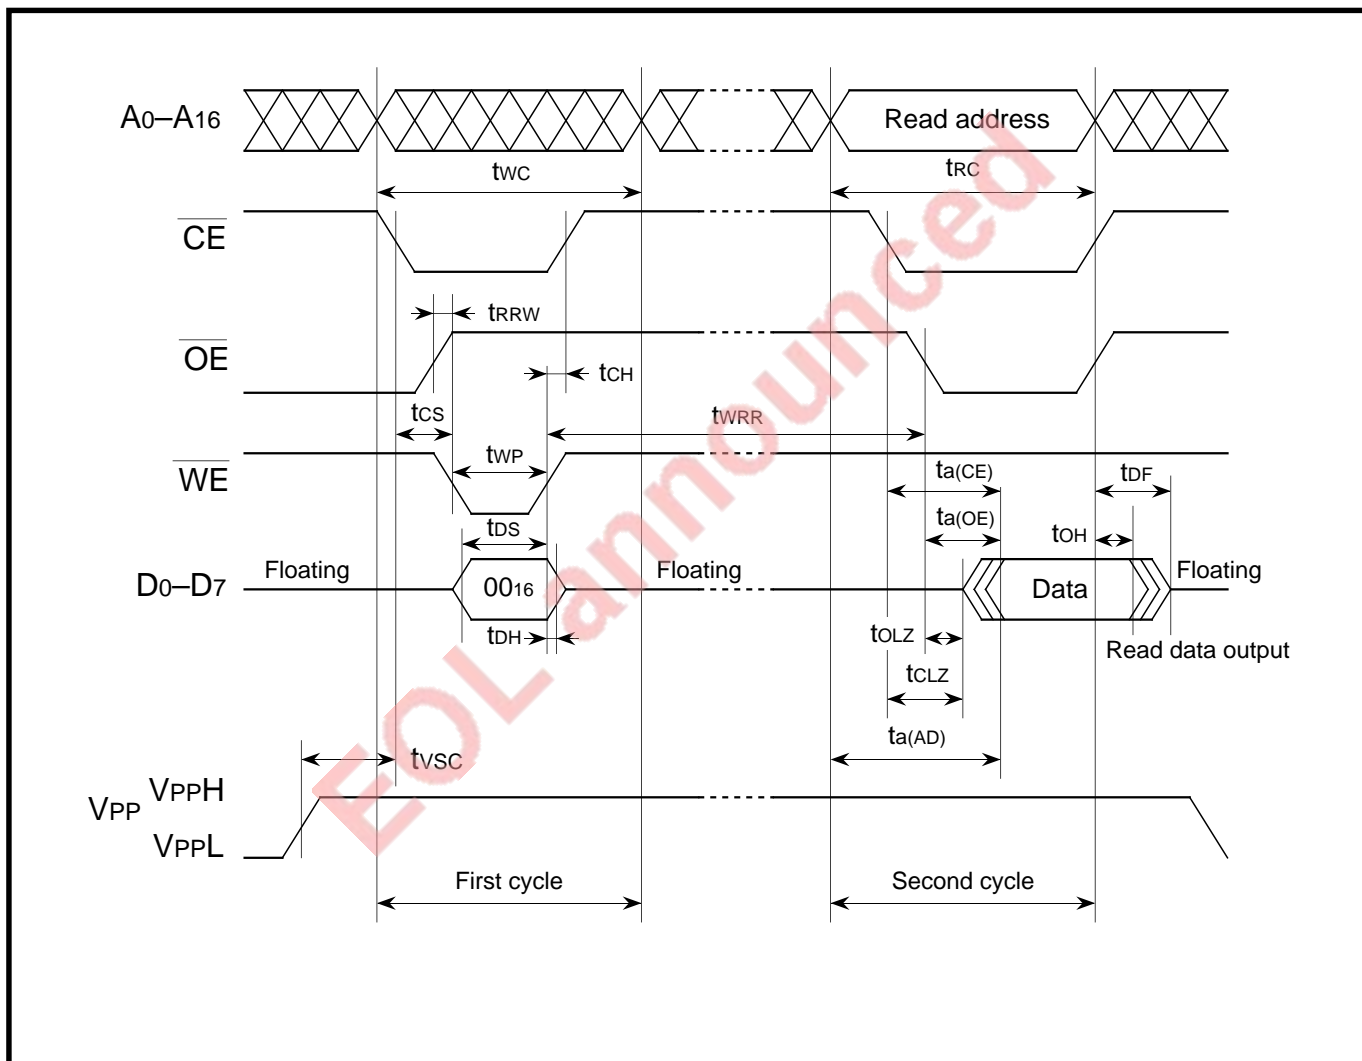 A0–A16
Read address
tWC
tRC
CE
tRRW
OE
tCH
tCS
tWRR
tWP
WE
ta(CE)
tDF
tDS
ta(OE)
tOH
D0–D7
Floating
0016
Floating
Data
Floating
tDH
tOLZ
Read data output
tCLZ
ta(AD)
tVSC
VPP
VPPH
VPPL
First cycle
Second cycle
EOL announced